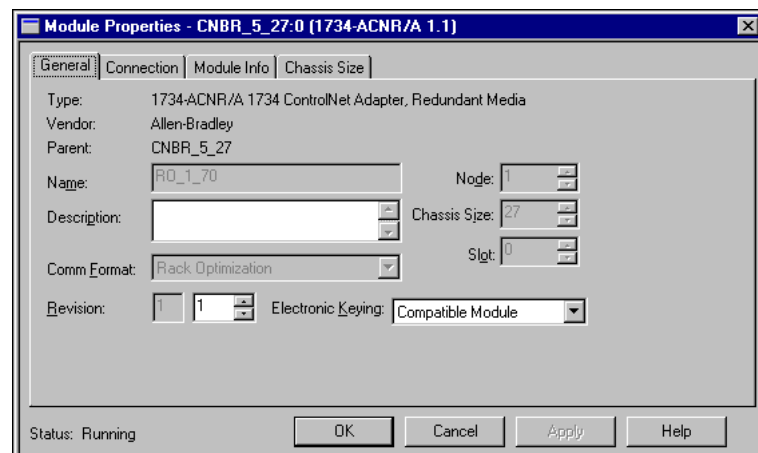 Module Properties - CNBR_5_27:0 (1734-ACNR/A 1.1)
General Connection Module Info Chassis Size
Type: 1734-ACNR/A 1734 ControlNet Adapter, Redundant Media
Vendor: Allen-Bradley
Parent: CNBR_5_27
Name: RO_1_70 Node: 1
Description: Chassis Size: 27
Slot: 0
Comm Format: Rack Optimization
Revision: 1 1 Electronic Keying: Compatible Module
Status: Running OK Cancel Apply Help